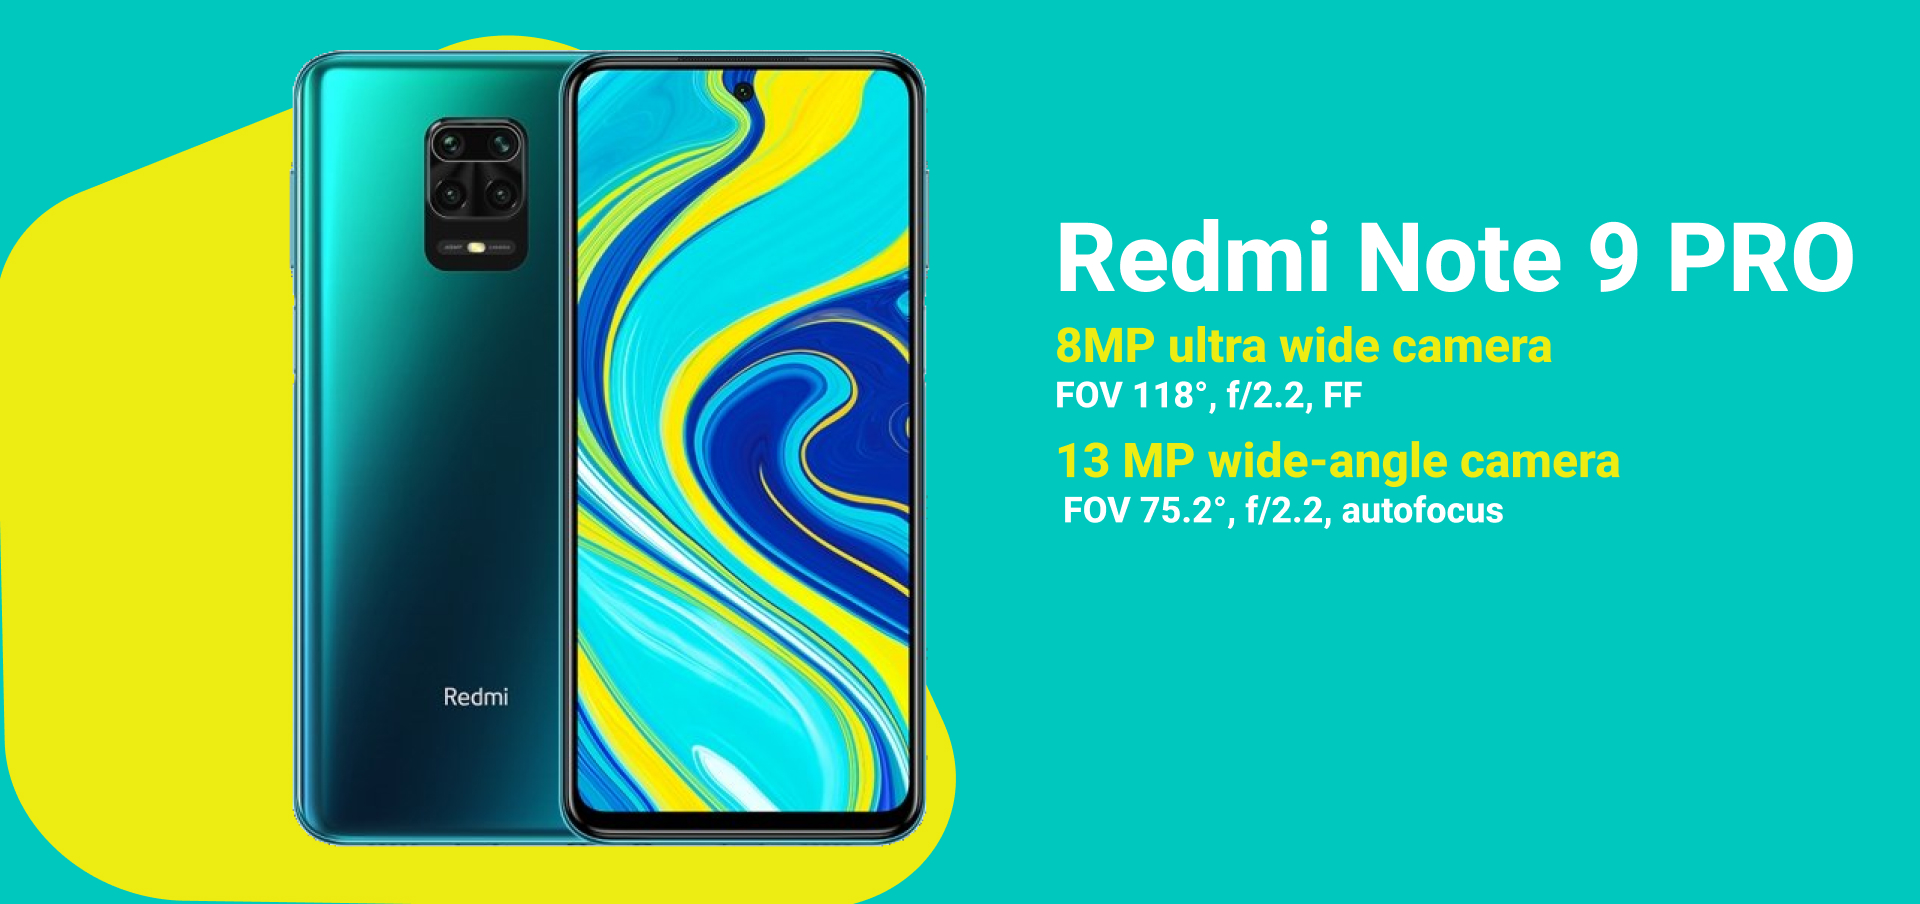 Redmi Note 9 PRO
8MP ultra wide camera
FOV 118°, f/2.2, FF
13 MP wide-angle camera
FOV 75.2°, f/2.2, autofocus
Redmi